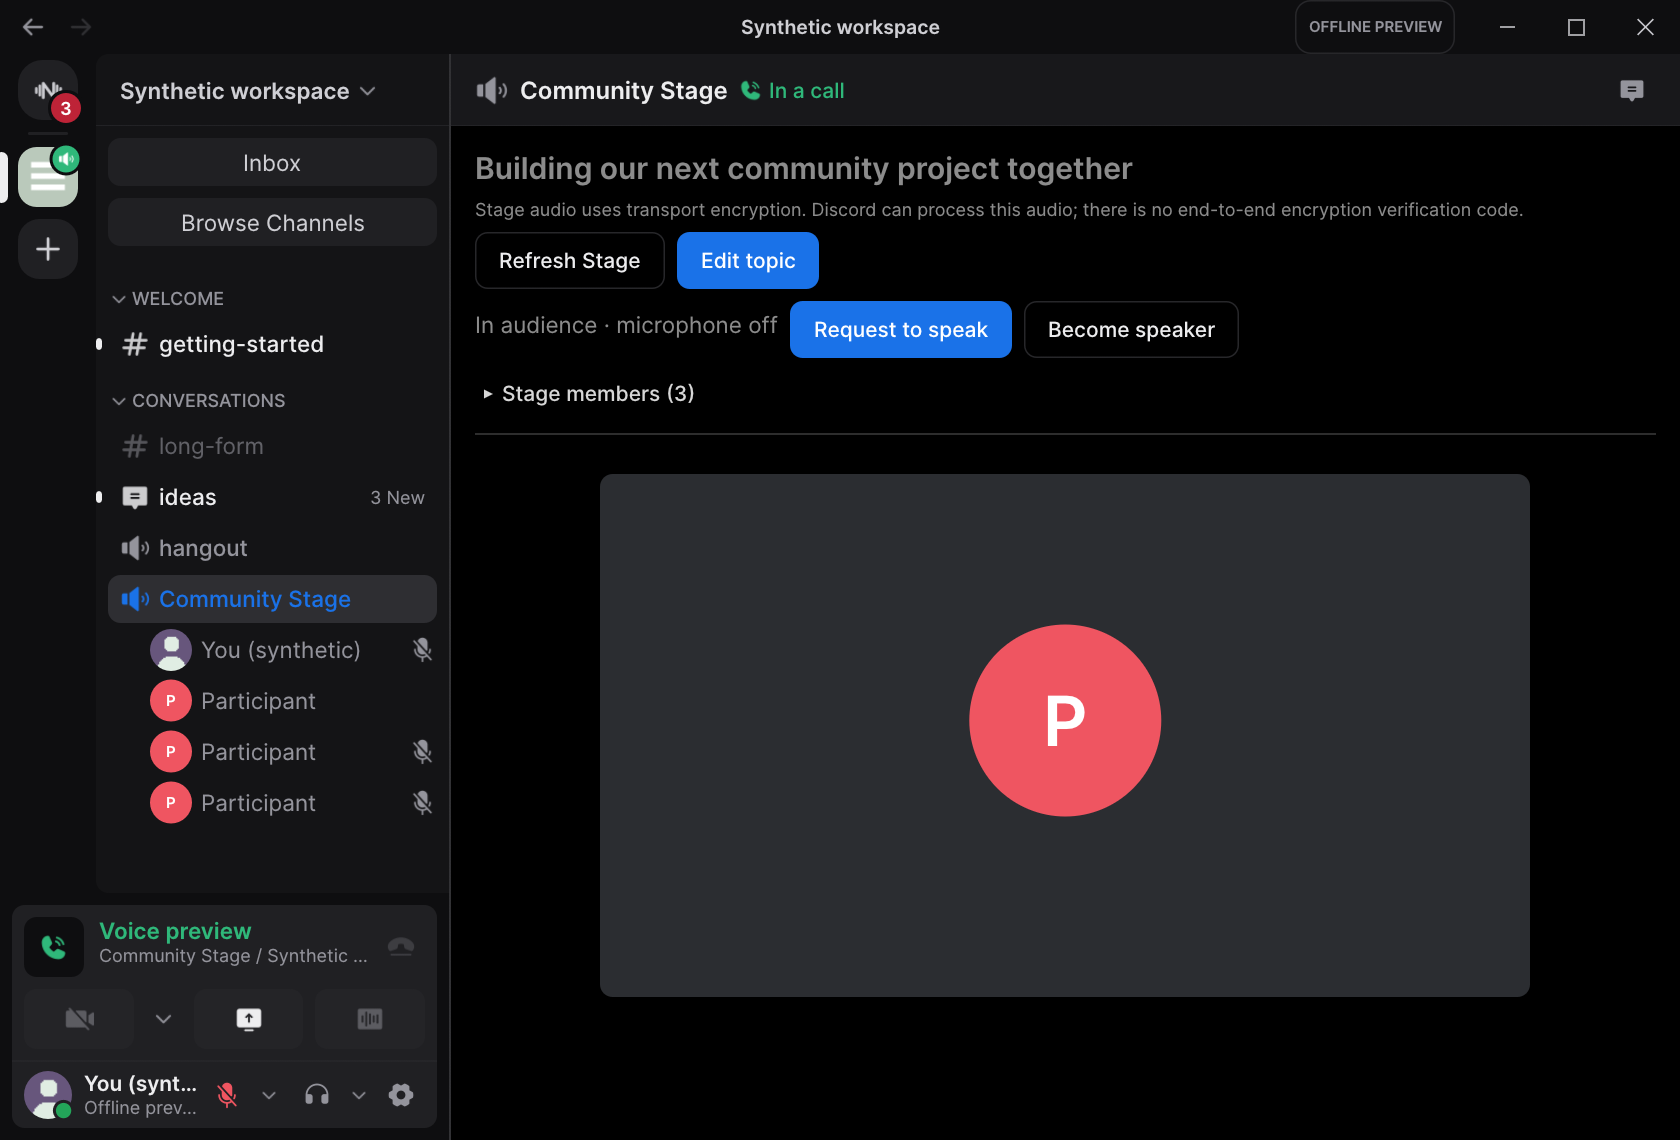 Synthetic workspace
OFFLINE PREVIEW
3
Synthetic workspace
Inbox
Browse Channels
WELCOME
getting-started
CONVERSATIONS
long-form
ideas
3 New
hangout
Community Stage
You (synthetic)
P
Participant
P
Participant
P
Participant
Voice preview
Community Stage / Synthetic ...
You (synt...
Offline prev...
Community Stage
In a call
Building our next community project together
Stage audio uses transport encryption. Discord can process this audio; there is no end-to-end encryption verification code.
Refresh Stage
Edit topic
In audience · microphone off
Request to speak
Become speaker
Stage members (3)
P